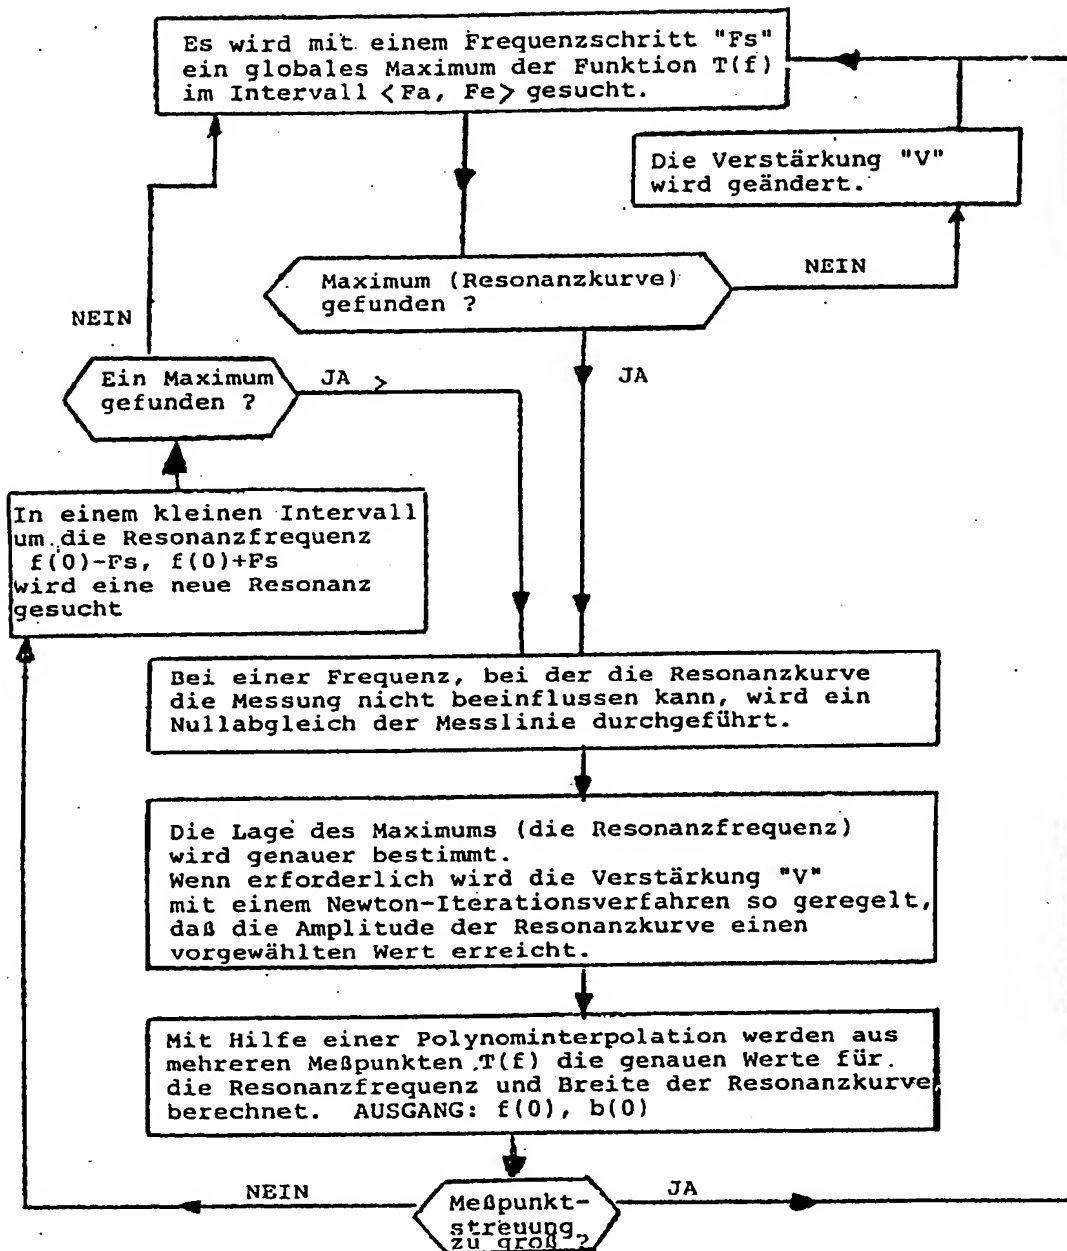 Es wird mit einem Frequenzschritt "Fs"
ein globales Maximum der Funktion T(f)
im Intervall <Fa, Fe> gesucht.
Die Verstärkung "V"
wird geändert.
Maximum (Resonanzkurve)
gefunden ?
NEIN
NEIN
JA
Ein Maximum
gefunden ?
JA >
In einem kleinen Intervall
um die Resonanzfrequenz
f(0)-Fs, f(0)+Fs
wird eine neue Resonanz
gesucht
Bei einer Frequenz, bei der die Resonanzkurve
die Messung nicht beeinflussen kann, wird ein
Nullabgleich der Messlinie durchgeführt.
Die Lage des Maximums (die Resonanzfrequenz)
wird genauer bestimmt.
Wenn erforderlich wird die Verstärkung "V"
mit einem Newton-Iterationsverfahren so geregelt,
daß die Amplitude der Resonanzkurve einen
vorgewählten Wert erreicht.
Mit Hilfe einer Polynominterpolation werden aus
mehreren Meßpunkten T(f) die genauen Werte für
die Resonanzfrequenz und Breite der Resonanzkurve
berechnet. AUSGANG: f(0), b(0)
NEIN
JA
Meßpunkt-
streuung
zu groß ?